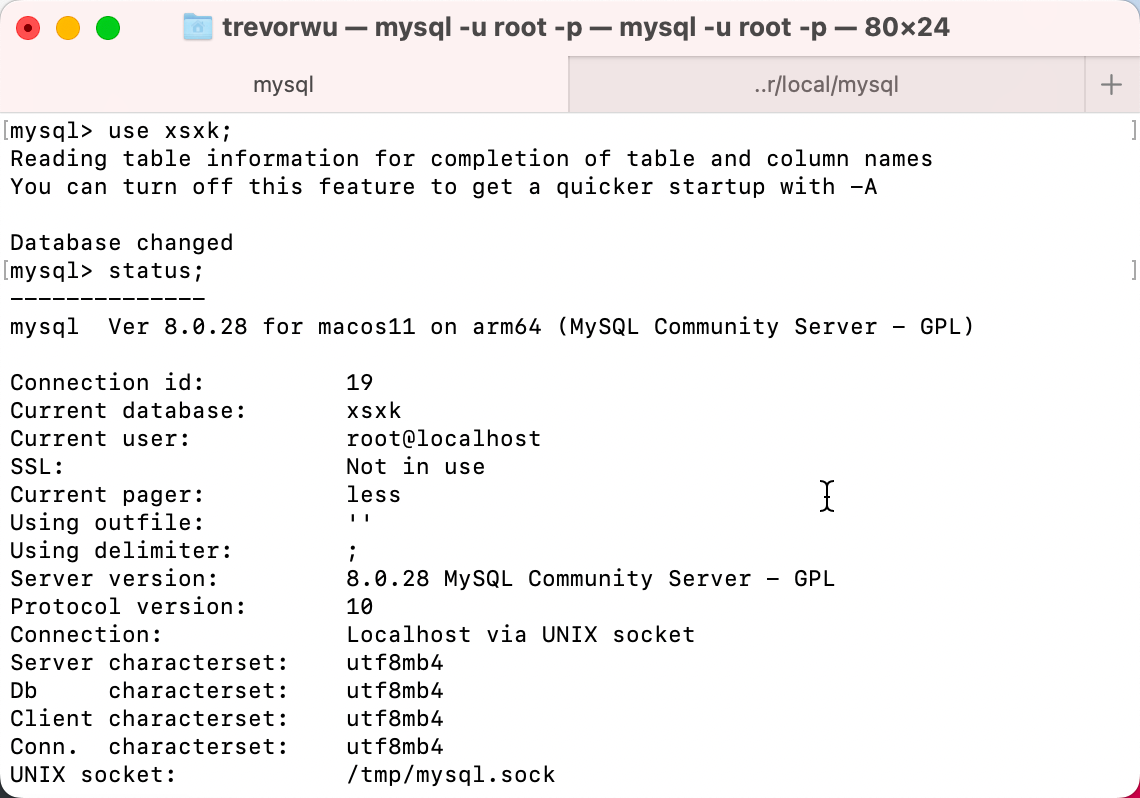 trevorwu — mysql -u root -p — mysql -u root -p — 80×24
mysql
..r/local/mysql
[mysql> use xsxk; ]
Reading table information for completion of table and column names
You can turn off this feature to get a quicker startup with -A
Database changed
[mysql> status; ]
--------------
mysql  Ver 8.0.28 for macos11 on arm64 (MySQL Community Server - GPL)
Connection id:          19
Current database:       xsxk
Current user:           root@localhost
SSL:                    Not in use
Current pager:          less
Using outfile:          ''
Using delimiter:        ;
Server version:         8.0.28 MySQL Community Server - GPL
Protocol version:       10
Connection:             Localhost via UNIX socket
Server characterset:    utf8mb4
Db     characterset:    utf8mb4
Client characterset:    utf8mb4
Conn.  characterset:    utf8mb4
UNIX socket:            /tmp/mysql.sock